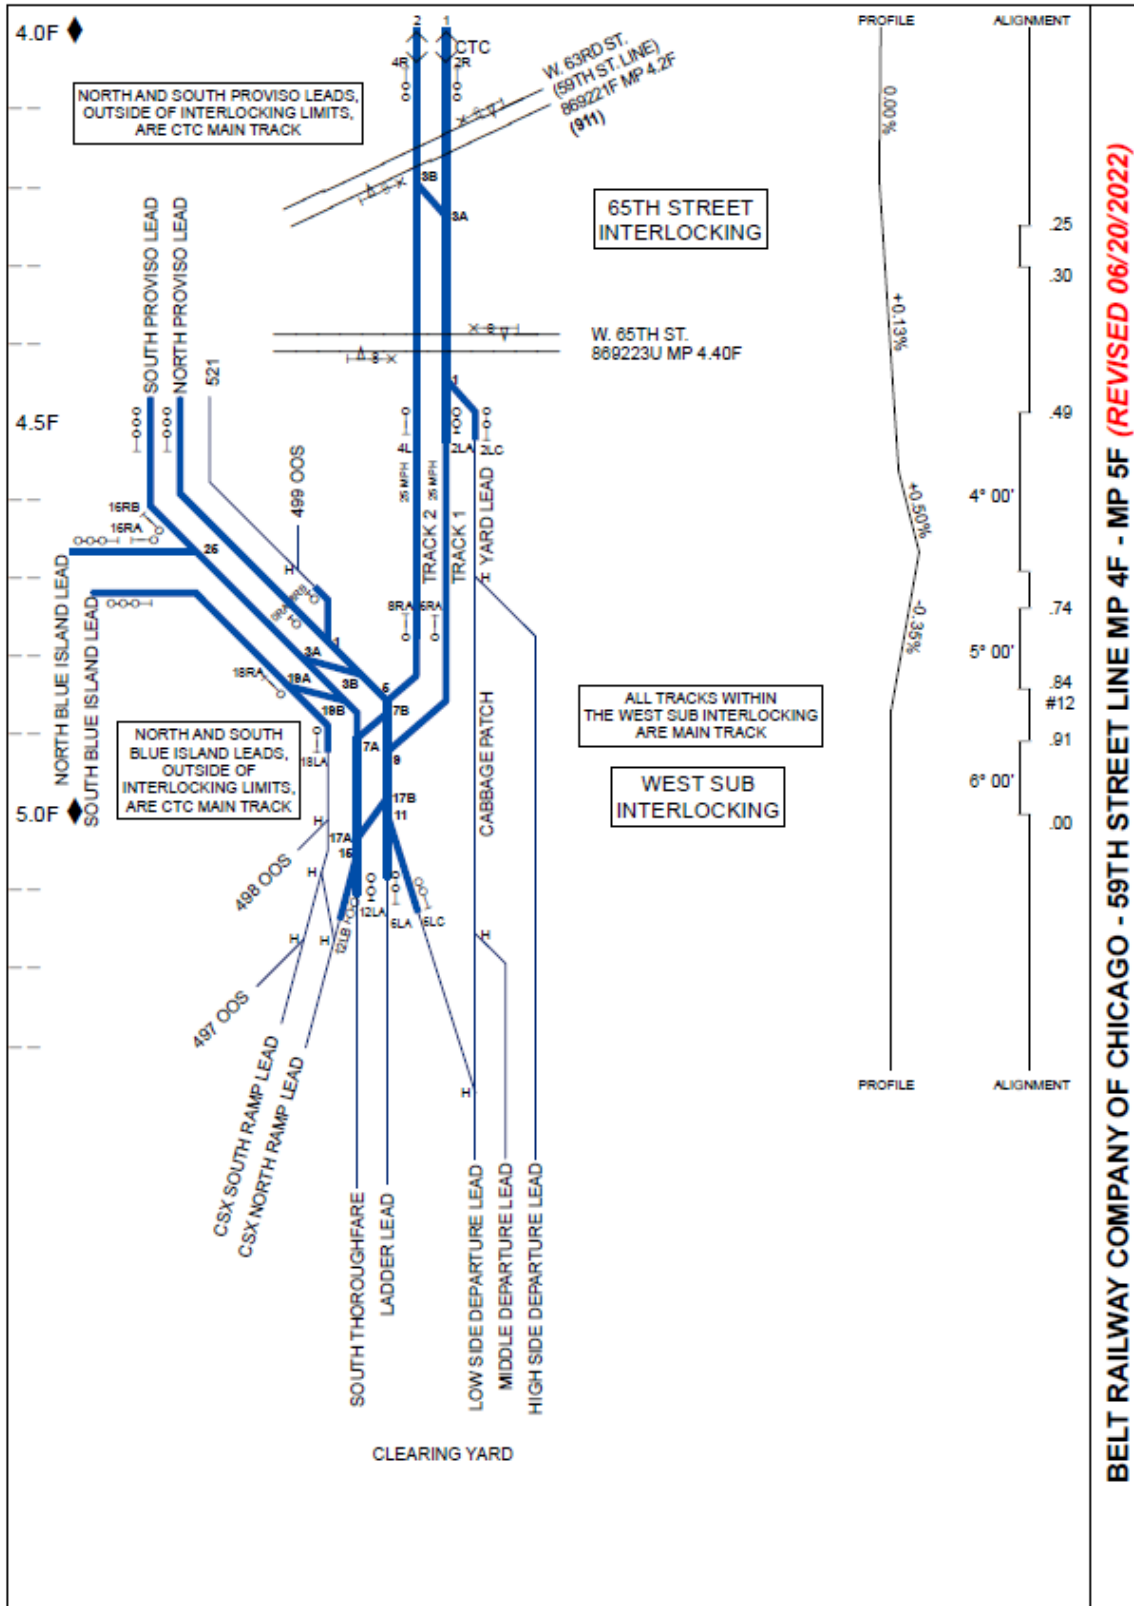 4.0F
2 1
CTC
4R 2R
NORTH AND SOUTH PROVISO LEADS,
OUTSIDE OF INTERLOCKING LIMITS,
ARE CTC MAIN TRACK
W. 63RD ST.
(59TH ST. LINE)
869221F MP 4.2F
(911)
3B
3A
65TH STREET
INTERLOCKING
W. 65TH ST.
869223U MP 4.40F
1
4.5F
4L 2LA 2LC
25 MPH
25 MPH
TRACK 2
TRACK 1
YARD LEAD
SOUTH PROVISO LEAD
NORTH PROVISO LEAD
521
499 OOS
H
H
16RB
16RA
26
NORTH BLUE ISLAND LEAD
SOUTH BLUE ISLAND LEAD
8RA 6RA
1
3A
3B
18RA
19A
19B
5
7B
7A
9
18LA
NORTH AND SOUTH
BLUE ISLAND LEADS,
OUTSIDE OF
INTERLOCKING LIMITS,
ARE CTC MAIN TRACK
ALL TRACKS WITHIN
THE WEST SUB INTERLOCKING
ARE MAIN TRACK
WEST SUB
INTERLOCKING
CABBAGE PATCH
5.0F
17B
11
17A
15
H
498 OOS
H
H
H
12LB
12LA
6LA
6LC
H
497 OOS
H
CSX SOUTH RAMP LEAD
CSX NORTH RAMP LEAD
SOUTH THOROUGHFARE
LADDER LEAD
LOW SIDE DEPARTURE LEAD
MIDDLE DEPARTURE LEAD
HIGH SIDE DEPARTURE LEAD
CLEARING YARD
PROFILE
0.00%
+0.13%
+0.50%
-0.35%
PROFILE
ALIGNMENT
.25
.30
.49
4° 00'
.74
5° 00'
.84
#12
.91
6° 00'
.00
ALIGNMENT
BELT RAILWAY COMPANY OF CHICAGO - 59TH STREET LINE MP 4F - MP 5F (REVISED 06/20/2022)